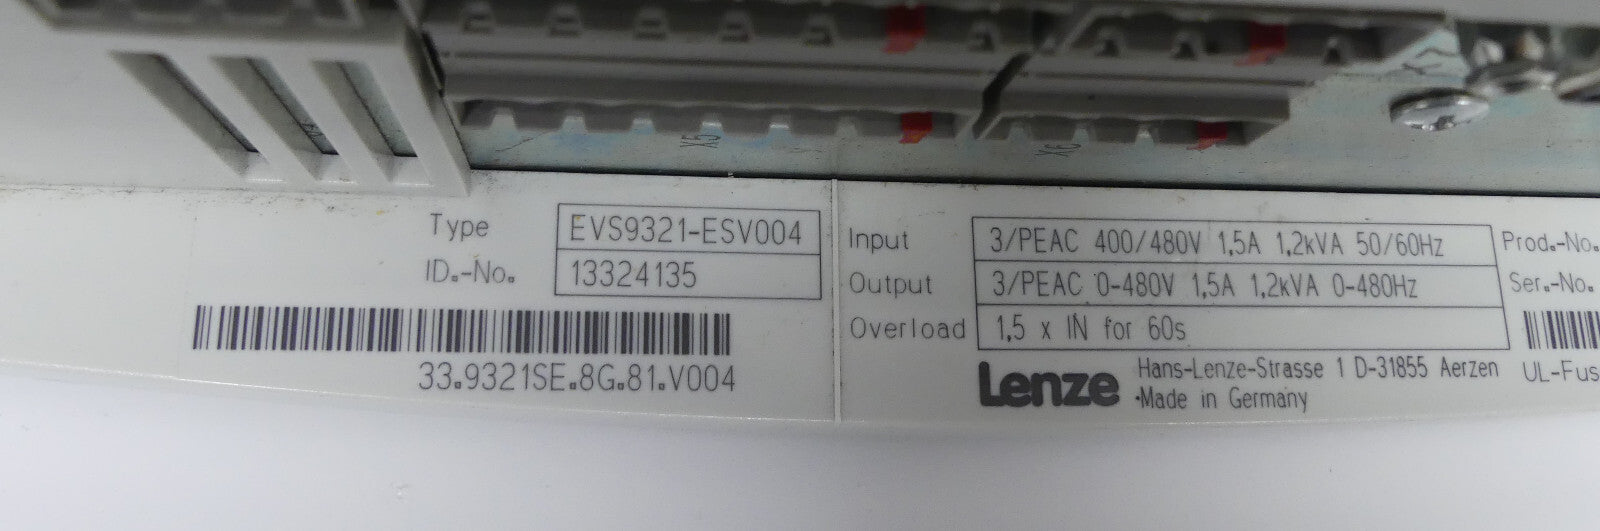 X5
X6
Type EVS9321-ESV004
ID.-No. 13324135
33.9321SE.8G.81.V004
Input 3/PEAC 400/480V 1,5A 1,2kVA 50/60Hz
Output 3/PEAC 0-480V 1,5A 1,2kVA 0-480Hz
Overload 1,5 x IN for 60s
Lenze Hans-Lenze-Strasse 1 D-31855 Aerzen
Made in Germany
Prod.-No.
Ser.-No.
UL-Fus